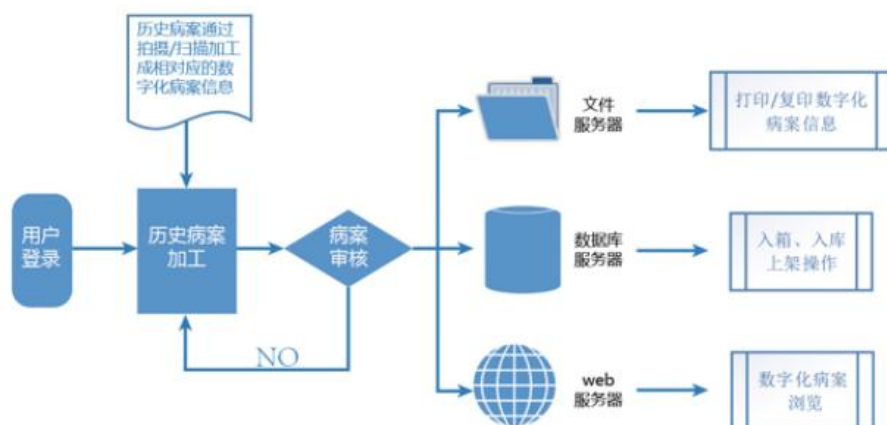 历史病案通过
拍摄/扫描加工
成相对应的数
字化病案信息
用户
登录
历史病案
加工
病案
审核
NO
文件
服务器
打印/复印数字化
病案信息
数据库
服务器
入箱、入库
上架操作
web
服务器
数字化病案
浏览